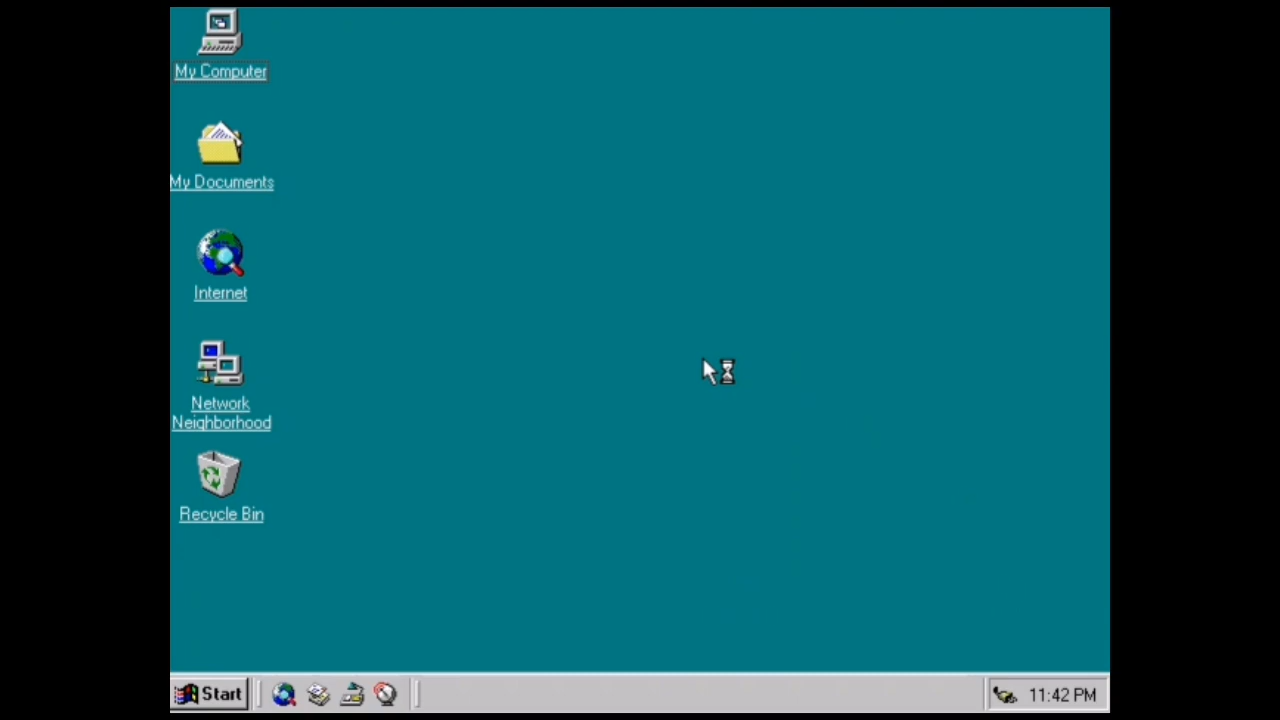 My Computer
My Documents
Internet
Network
Neighborhood
Recycle Bin
Start
11:42 PM